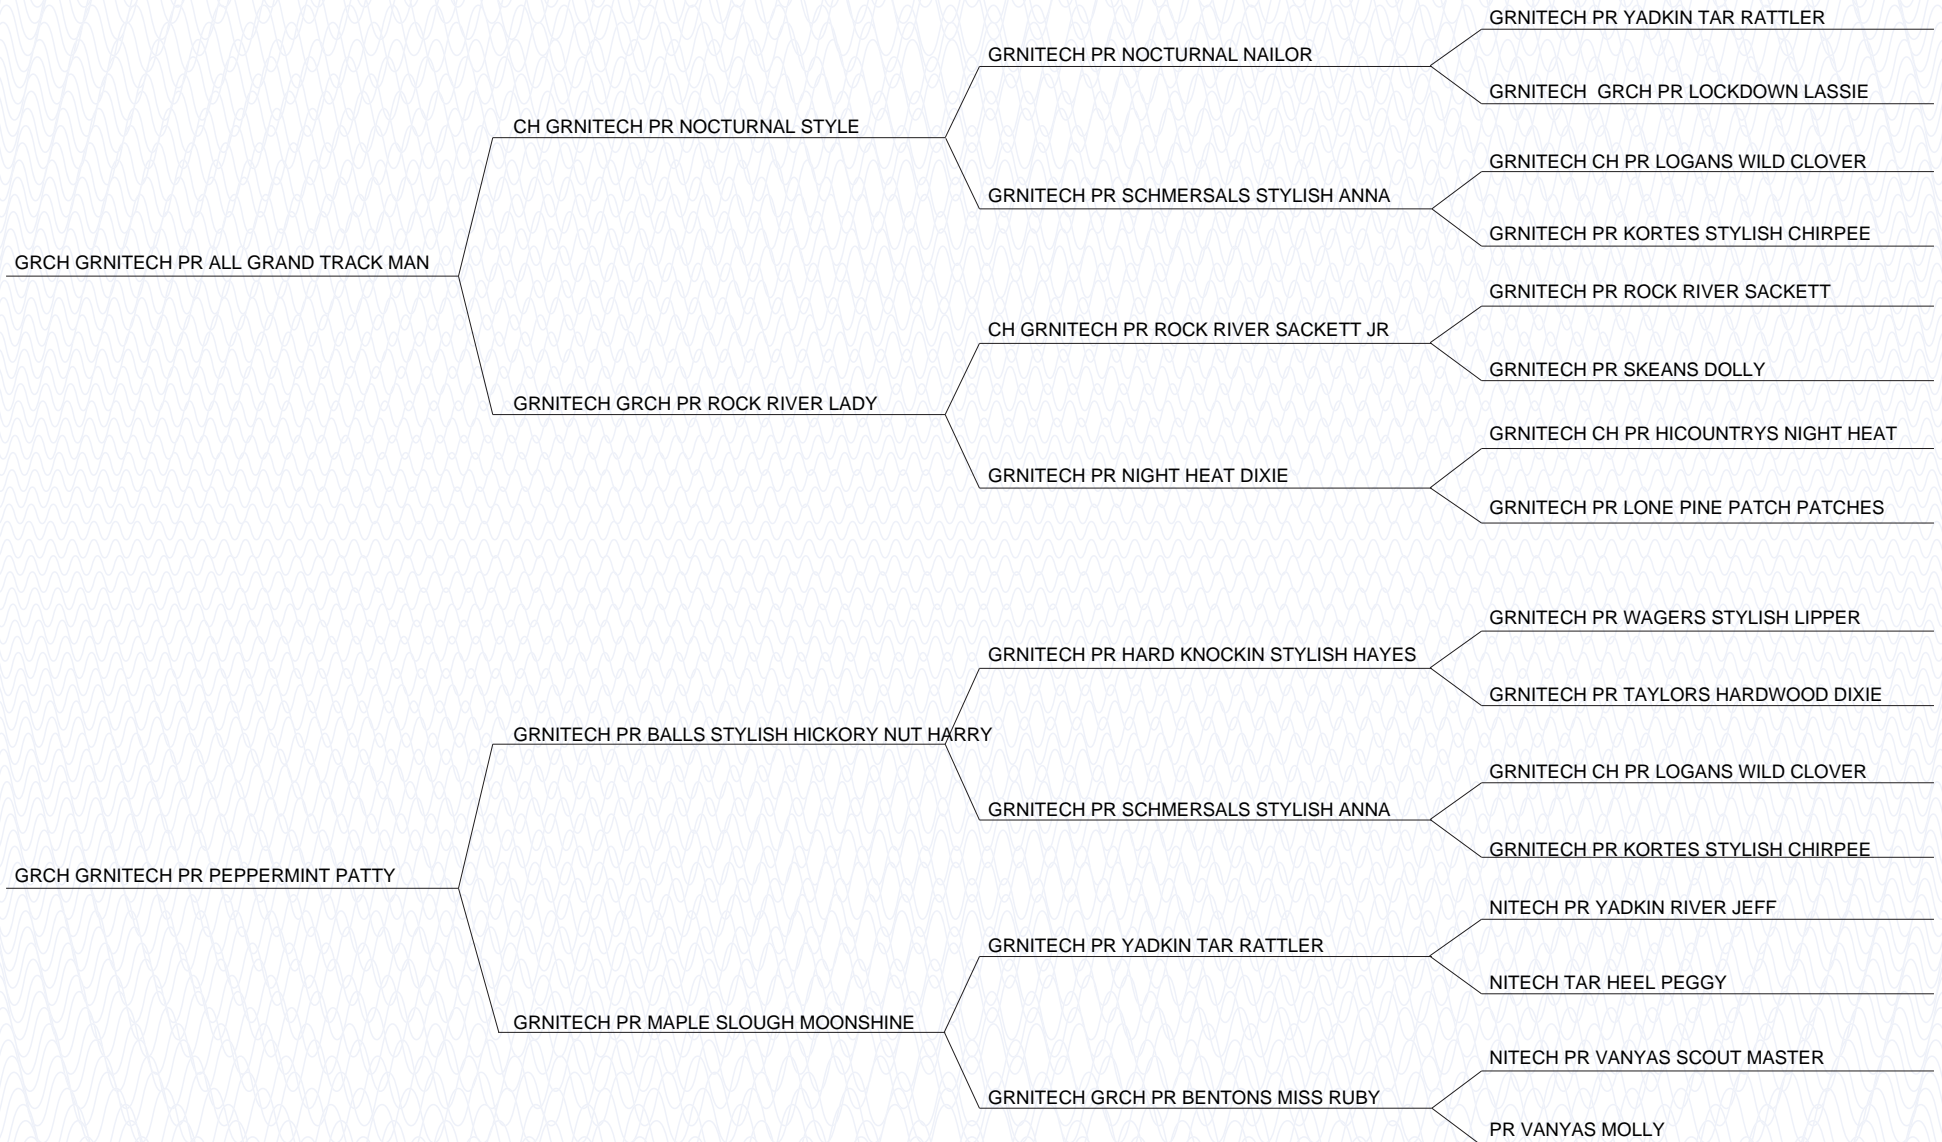 GRNITECH PR YADKIN TAR RATTLER
GRNITECH PR NOCTURNAL NAILOR
GRNITECH  GRCH PR LOCKDOWN LASSIE
CH GRNITECH PR NOCTURNAL STYLE
GRNITECH CH PR LOGANS WILD CLOVER
GRNITECH PR SCHMERSALS STYLISH ANNA
GRNITECH PR KORTES STYLISH CHIRPEE
GRCH GRNITECH PR ALL GRAND TRACK MAN
GRNITECH PR ROCK RIVER SACKETT
CH GRNITECH PR ROCK RIVER SACKETT JR
GRNITECH PR SKEANS DOLLY
GRNITECH GRCH PR ROCK RIVER LADY
GRNITECH CH PR HICOUNTRYS NIGHT HEAT
GRNITECH PR NIGHT HEAT DIXIE
GRNITECH PR LONE PINE PATCH PATCHES
GRNITECH PR WAGERS STYLISH LIPPER
GRNITECH PR HARD KNOCKIN STYLISH HAYES
GRNITECH PR TAYLORS HARDWOOD DIXIE
GRNITECH PR BALLS STYLISH HICKORY NUT HARRY
GRNITECH CH PR LOGANS WILD CLOVER
GRNITECH PR SCHMERSALS STYLISH ANNA
GRNITECH PR KORTES STYLISH CHIRPEE
GRCH GRNITECH PR PEPPERMINT PATTY
NITECH PR YADKIN RIVER JEFF
GRNITECH PR YADKIN TAR RATTLER
NITECH TAR HEEL PEGGY
GRNITECH PR MAPLE SLOUGH MOONSHINE
NITECH PR VANYAS SCOUT MASTER
GRNITECH GRCH PR BENTONS MISS RUBY
PR VANYAS MOLLY